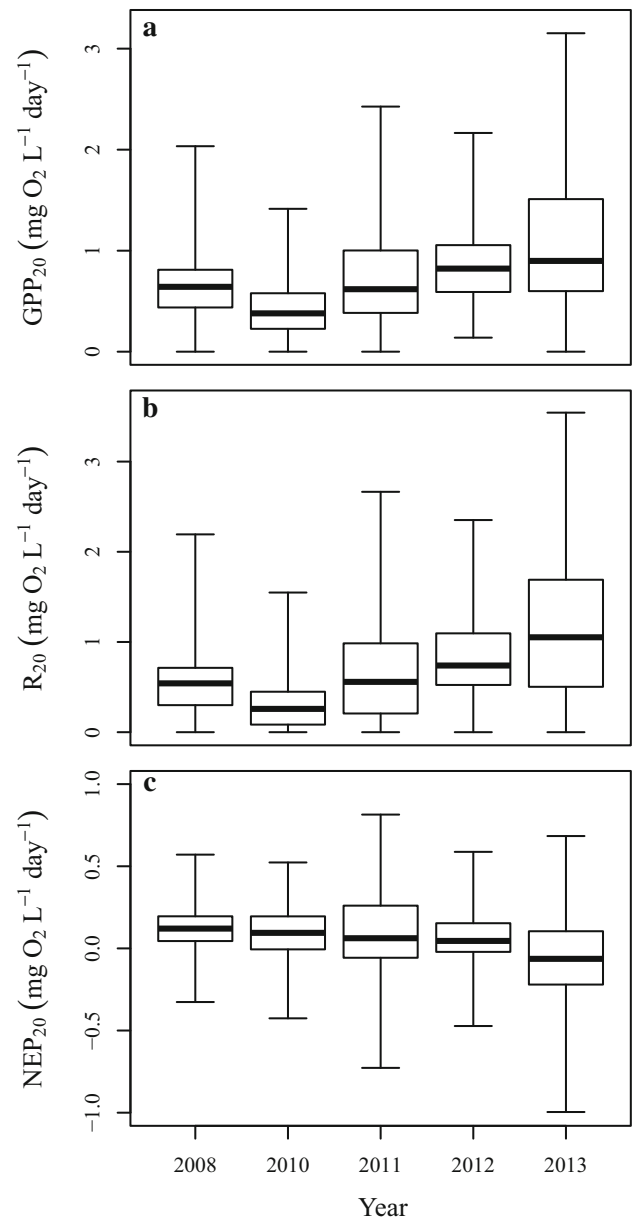 a
GPP₂₀ (mg O₂ L⁻¹ day⁻¹)
3
2
1
0
b
R₂₀ (mg O₂ L⁻¹ day⁻¹)
3
2
1
0
c
NEP₂₀ (mg O₂ L⁻¹ day⁻¹)
1.0
0.5
0.0
−0.5
−1.0
2008 2010 2011 2012 2013
Year